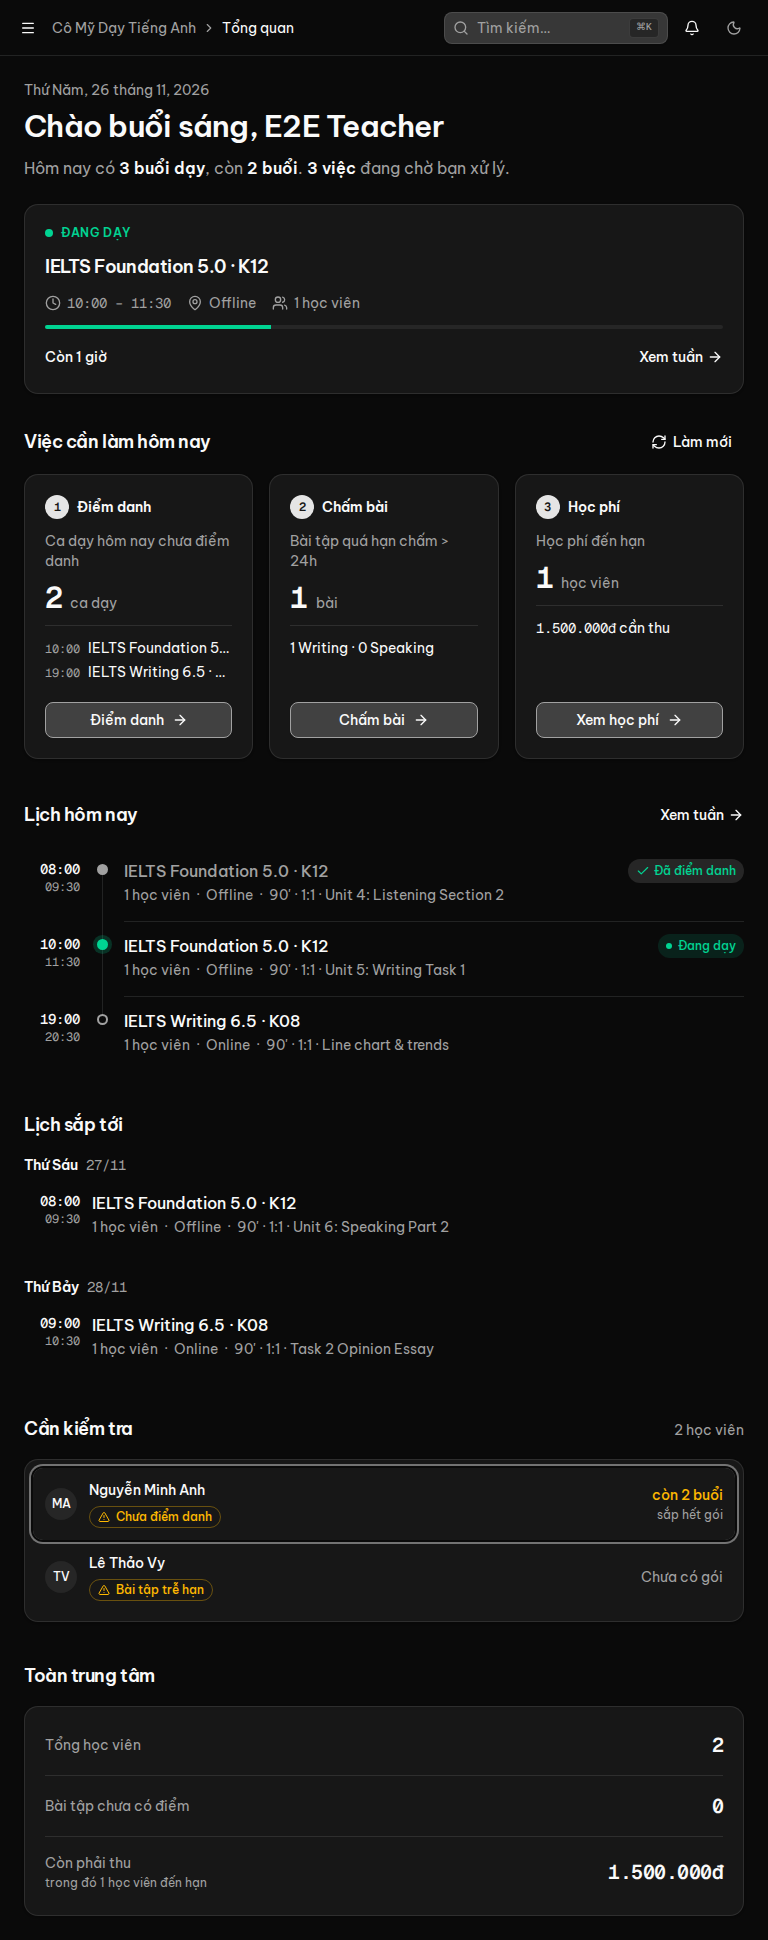 Cô Mỹ Dạy Tiếng Anh > Tổng quan
Tìm kiếm...
⌘K
Thứ Năm, 26 tháng 11, 2026
Chào buổi sáng, E2E Teacher
Hôm nay có 3 buổi dạy, còn 2 buổi. 3 việc đang chờ bạn xử lý.
ĐANG DẠY
IELTS Foundation 5.0 · K12
10:00 – 11:30 Offline 1 học viên
Còn 1 giờ
Xem tuần →
Việc cần làm hôm nay
Làm mới
1 Điểm danh
Ca dạy hôm nay chưa điểm
danh
2 ca dạy
10:00 IELTS Foundation 5...
19:00 IELTS Writing 6.5 · ...
Điểm danh →
2 Chấm bài
Bài tập quá hạn chấm >
24h
1 bài
1 Writing · 0 Speaking
Chấm bài →
3 Học phí
Học phí đến hạn
1 học viên
1.500.000đ cần thu
Xem học phí →
Lịch hôm nay
Xem tuần →
08:00 IELTS Foundation 5.0 · K12 Đã điểm danh
09:30 1 học viên · Offline · 90' · 1:1 · Unit 4: Listening Section 2
10:00 IELTS Foundation 5.0 · K12 Đang dạy
11:30 1 học viên · Offline · 90' · 1:1 · Unit 5: Writing Task 1
19:00 IELTS Writing 6.5 · K08
20:30 1 học viên · Online · 90' · 1:1 · Line chart & trends
Lịch sắp tới
Thứ Sáu 27/11
08:00 IELTS Foundation 5.0 · K12
09:30 1 học viên · Offline · 90' · 1:1 · Unit 6: Speaking Part 2
Thứ Bảy 28/11
09:00 IELTS Writing 6.5 · K08
10:30 1 học viên · Online · 90' · 1:1 · Task 2 Opinion Essay
Cần kiểm tra
2 học viên
MA
Nguyễn Minh Anh
Chưa điểm danh
còn 2 buổi
sắp hết gói
TV
Lê Thảo Vy
Bài tập trễ hạn
Chưa có gói
Toàn trung tâm
Tổng học viên 2
Bài tập chưa có điểm 0
Còn phải thu
trong đó 1 học viên đến hạn
1.500.000đ